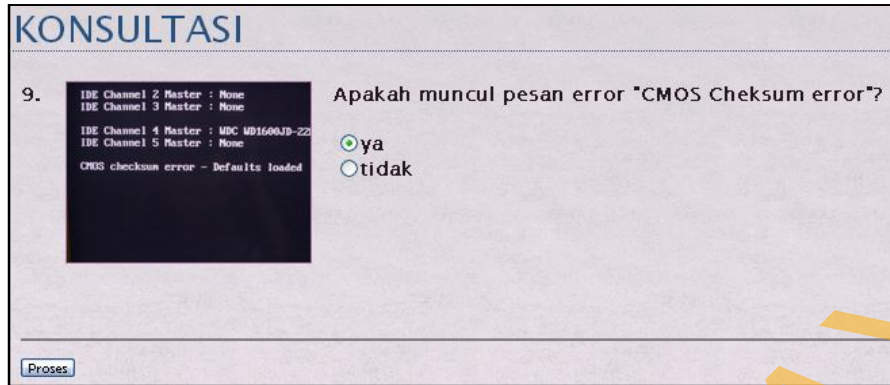 KONSULTASI
9.
IDE Channel 2 Master : None
IDE Channel 3 Master : None
IDE Channel 4 Master : WDC WD1600JD-22
IDE Channel 5 Master : None
CMOS checksum error - Defaults loaded
Apakah muncul pesan error "CMOS Cheksum error"?
ya
tidak
Proses